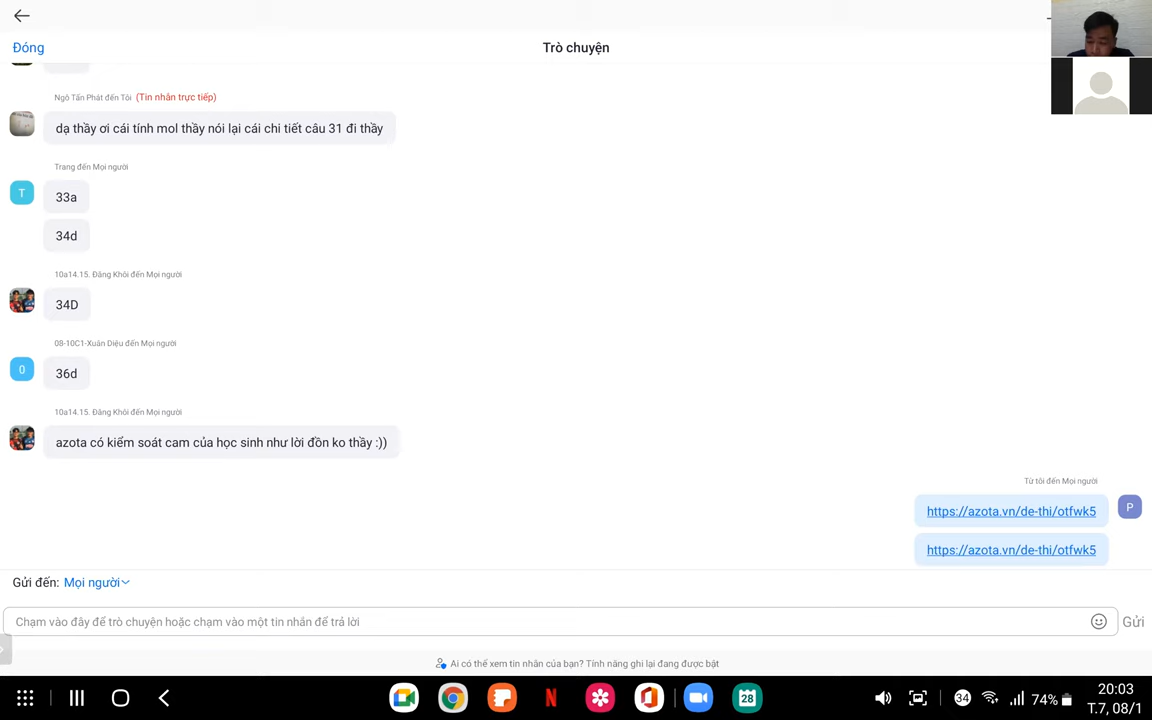 Đóng
Trò chuyện
Ngô Tấn Phát đến Tôi (Tin nhắn trực tiếp)
dạ thầy ơi cái tính mol thầy nói lại cái chi tiết câu 31 đi thầy
Trang đến Mọi người
T
33a
34d
10a14.15. Đăng Khôi đến Mọi người
34D
08-10C1-Xuân Diệu đến Mọi người
0
36d
10a14.15. Đăng Khôi đến Mọi người
azota có kiểm soát cam của học sinh như lời đồn ko thầy :))
Từ tôi đến Mọi người
https://azota.vn/de-thi/otfwk5
P
https://azota.vn/de-thi/otfwk5
Gửi đến: Mọi người
Chạm vào đây để trò chuyện hoặc chạm vào một tin nhắn để trả lời
Gửi
Ai có thể xem tin nhắn của bạn? Tính năng ghi lại đang được bật
N
28
34
74%
20:03
T.7, 08/1